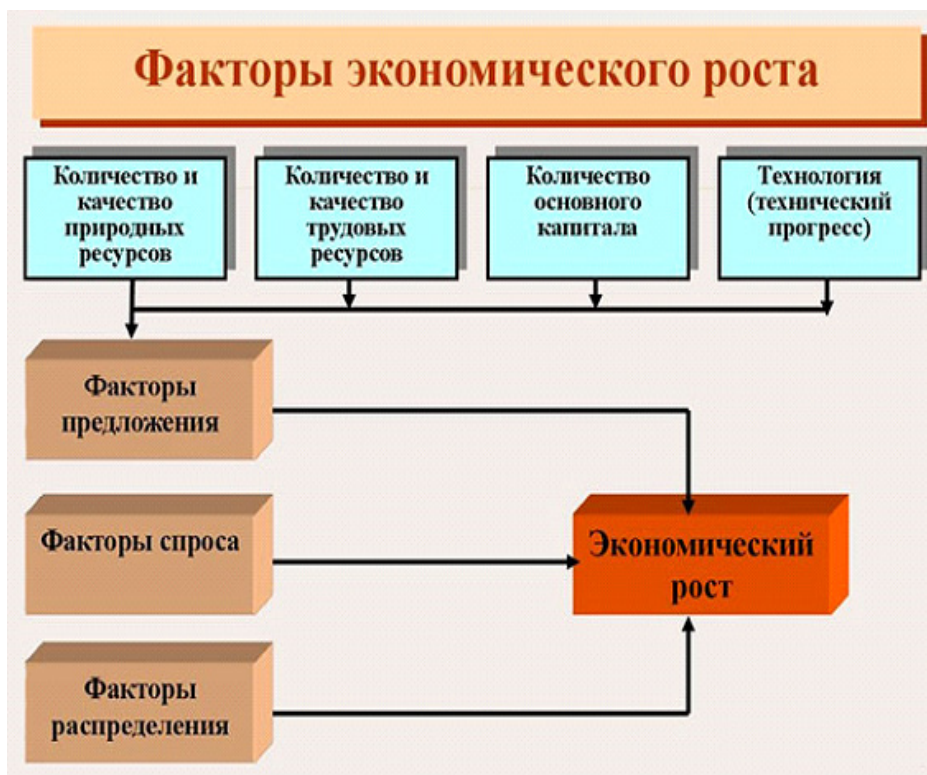 Факторы экономического роста
Количество и
качество
природных
ресурсов
Количество и
качество
трудовых
ресурсов
Количество
основного
капитала
Технология
(технический
прогресс)
Факторы
предложения
Факторы спроса
Экономический
рост
Факторы
распределения